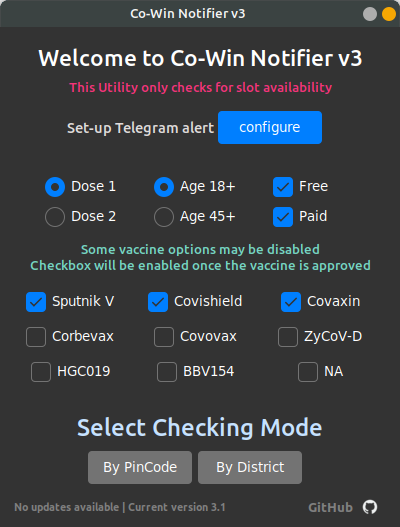 Co-Win Notifier v3
Welcome to Co-Win Notifier v3
This Utility only checks for slot availability
Set-up Telegram alert configure
Dose 1 Age 18+ Free
Dose 2 Age 45+ Paid
Some vaccine options may be disabled
Checkbox will be enabled once the vaccine is approved
Sputnik V Covishield Covaxin
Corbevax Covovax ZyCoV-D
HGC019 BBV154 NA
Select Checking Mode
By PinCode By District
No updates available | Current version 3.1 GitHub